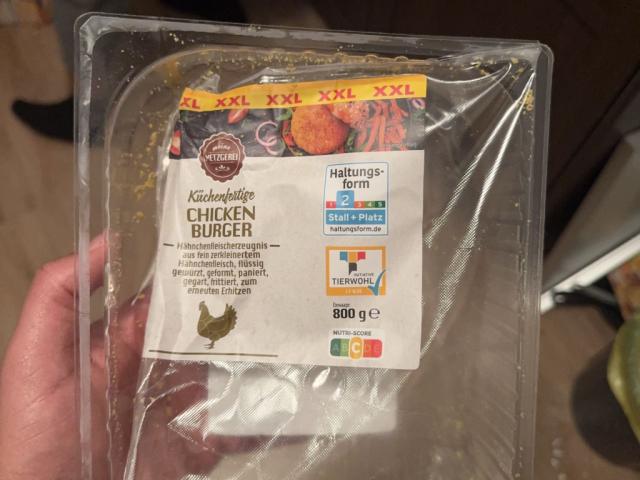 XL XXL XXL XXL XXL
METZGEREI
Küchenfertige
CHICKEN
BURGER
Hähnchenfleischerzeugnis
aus fein zerkleinertem
Hähnchenfleisch, flüssig
gewürzt, geformt, paniert,
gegart, frittiert, zum
erneuten Erhitzen
Haltungs-
form
1 2 3 4 5
Stall + Platz
haltungsform.de
INITIATIVE
TIERWOHL
800 g e
NUTRI-SCORE
A B C D E